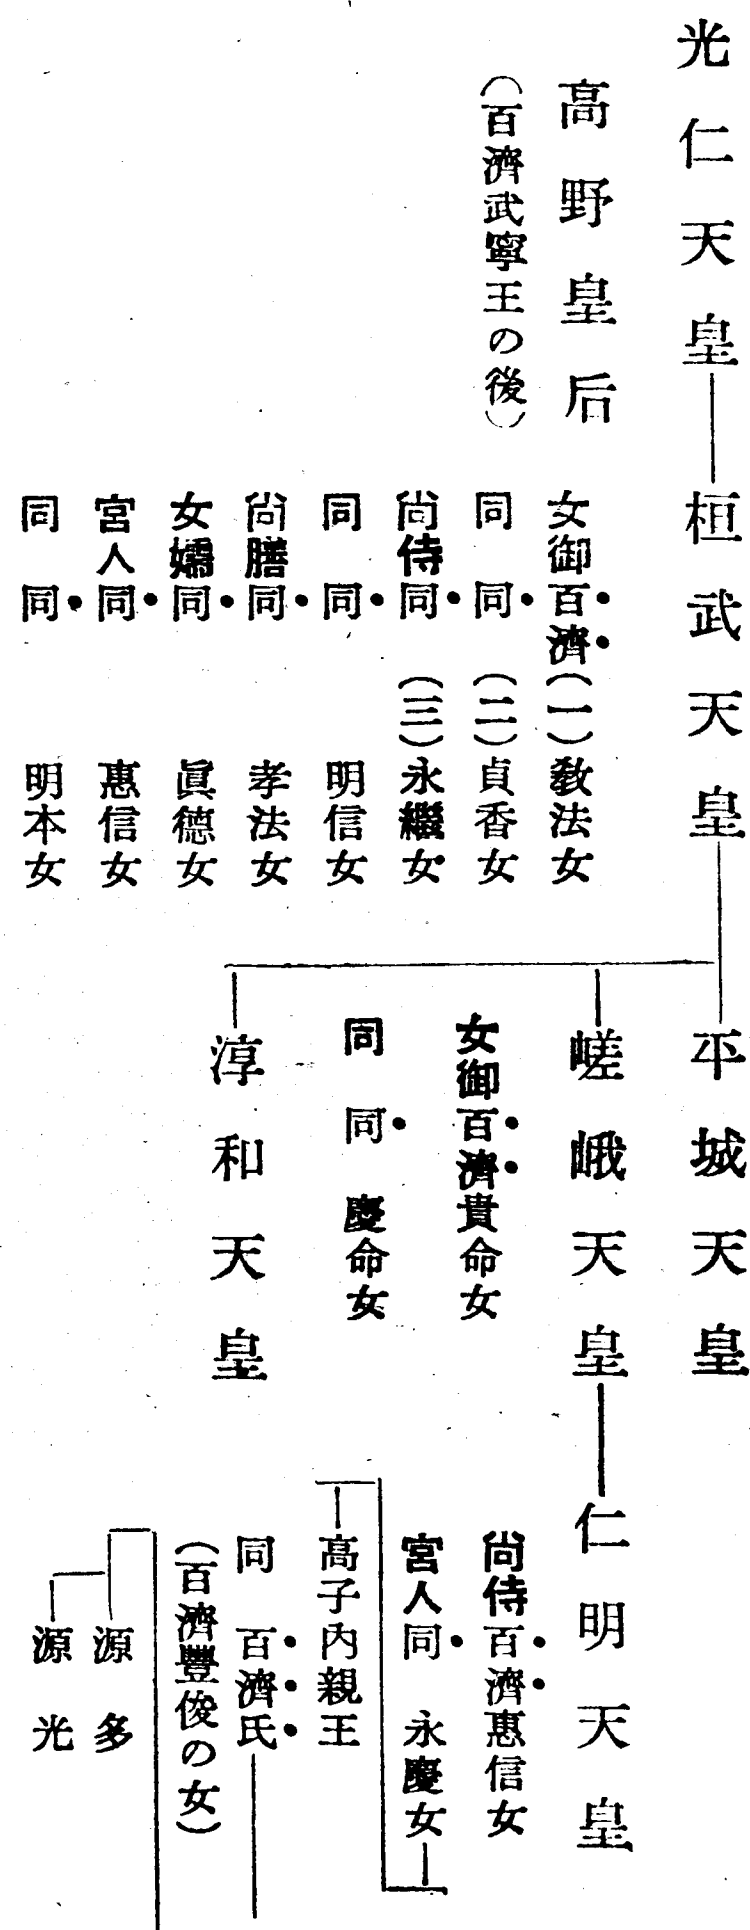 光仁天皇
高野皇后
(百濟武寧王の後)
桓武天皇
女御百濟(一)敎法女
同 同(二)貞香女
尚侍同(三)永繼女
同 同 明信女
尚膳同 孝法女
女嬬同 眞德女
宮人同 惠信女
同 同 明本女
平城天皇
嵯峨天皇
女御百濟貴命女
同 同 慶命女
淳和天皇
仁明天皇
尚侍百濟惠信女
宮人同 永慶女
高子內親王
同 百濟氏
(百濟豐俊の女)
源多
源光